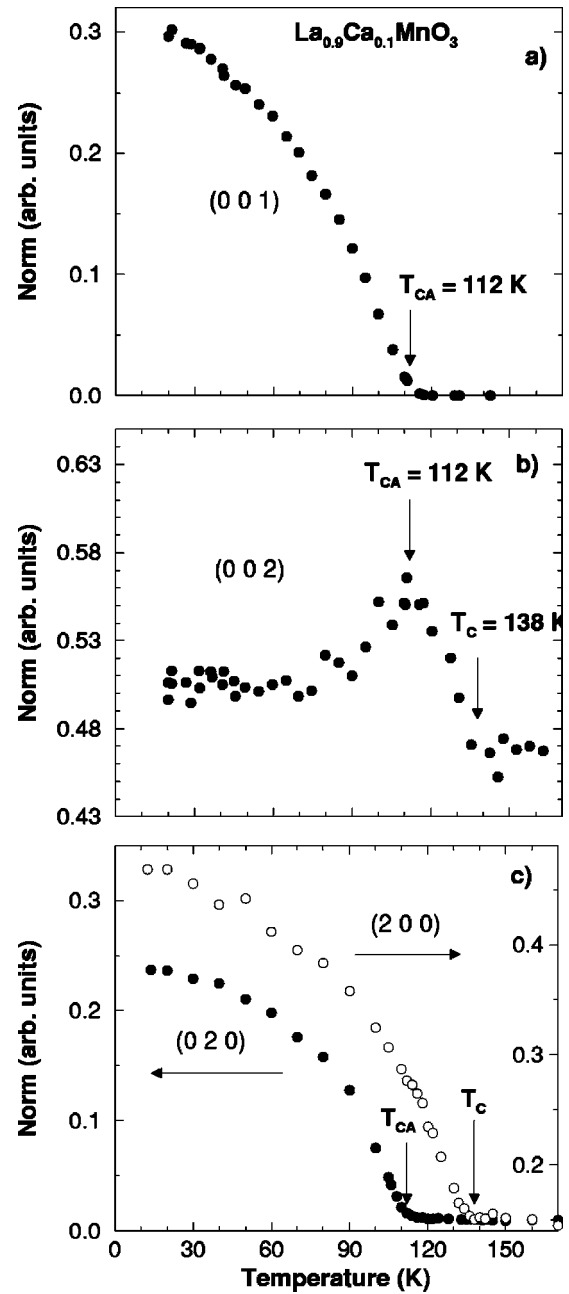 La0.9Ca0.1MnO3
a)
0.3
0.2
0.1
0.0
Norm (arb. units)
(0 0 1)
TCA = 112 K
b)
0.63
0.58
0.53
0.48
0.43
Norm (arb. units)
TCA = 112 K
(0 0 2)
TC = 138 K
c)
0.3
0.2
0.1
0.0
Norm (arb. units)
(2 0 0)
(0 2 0)
TCA
TC
0.4
0.3
0.2
0 30 60 90 120 150
Temperature (K)